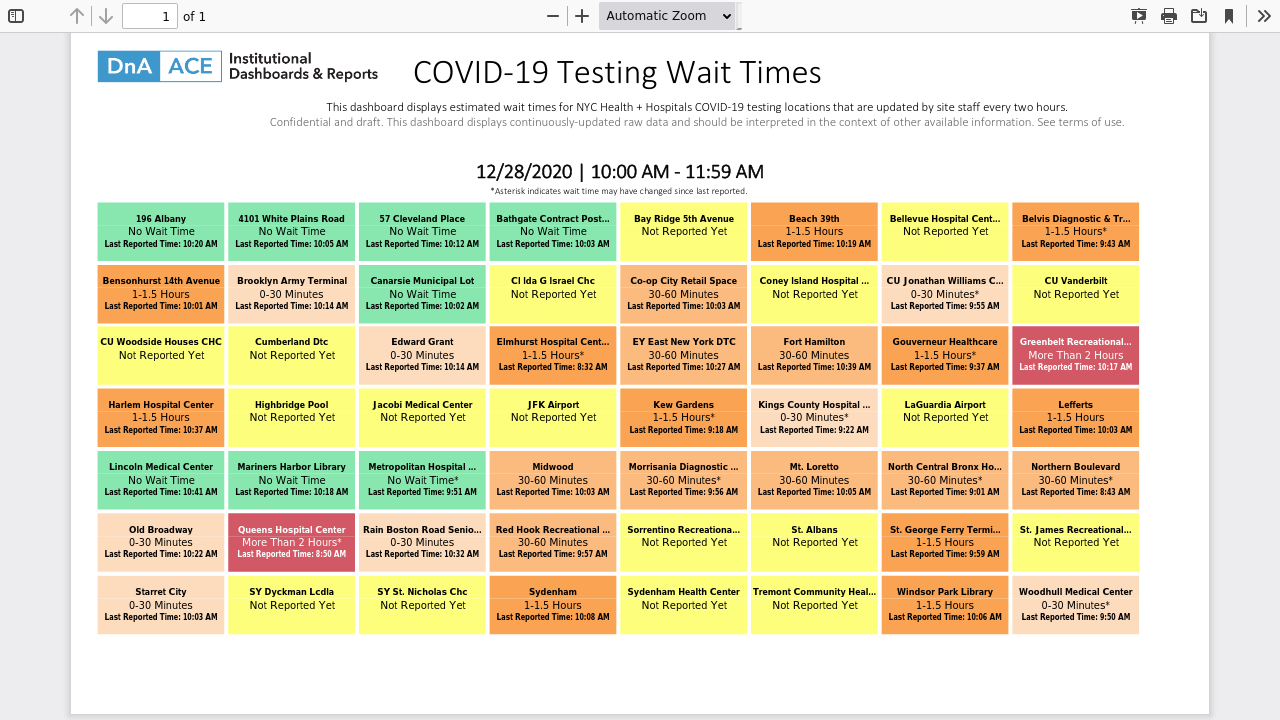 1 of 1
Automatic Zoom
DnA ACE Institutional Dashboards & Reports
COVID-19 Testing Wait Times
This dashboard displays estimated wait times for NYC Health + Hospitals COVID-19 testing locations that are updated by site staff every two hours.
Confidential and draft. This dashboard displays continuously-updated raw data and should be interpreted in the context of other available information. See terms of use.
12/28/2020 | 10:00 AM - 11:59 AM
*Asterisk indicates wait time may have changed since last reported.
196 Albany
No Wait Time
Last Reported Time: 10:20 AM
4101 White Plains Road
No Wait Time
Last Reported Time: 10:05 AM
57 Cleveland Place
No Wait Time
Last Reported Time: 10:12 AM
Bathgate Contract Post...
No Wait Time
Last Reported Time: 10:03 AM
Bay Ridge 5th Avenue
Not Reported Yet
Beach 39th
1-1.5 Hours
Last Reported Time: 10:19 AM
Bellevue Hospital Cent...
Not Reported Yet
Belvis Diagnostic & Tr...
1-1.5 Hours*
Last Reported Time: 9:43 AM
Bensonhurst 14th Avenue
1-1.5 Hours
Last Reported Time: 10:01 AM
Brooklyn Army Terminal
0-30 Minutes
Last Reported Time: 10:14 AM
Canarsie Municipal Lot
No Wait Time
Last Reported Time: 10:02 AM
CI Ida G Israel Chc
Not Reported Yet
Co-op City Retail Space
30-60 Minutes
Last Reported Time: 10:03 AM
Coney Island Hospital ...
Not Reported Yet
CU Jonathan Williams C...
0-30 Minutes*
Last Reported Time: 9:55 AM
CU Vanderbilt
Not Reported Yet
CU Woodside Houses CHC
Not Reported Yet
Cumberland Dtc
Not Reported Yet
Edward Grant
0-30 Minutes
Last Reported Time: 10:14 AM
Elmhurst Hospital Cent...
1-1.5 Hours*
Last Reported Time: 8:32 AM
EY East New York DTC
30-60 Minutes
Last Reported Time: 10:27 AM
Fort Hamilton
30-60 Minutes
Last Reported Time: 10:39 AM
Gouverneur Healthcare
1-1.5 Hours*
Last Reported Time: 9:37 AM
Greenbelt Recreational...
More Than 2 Hours
Last Reported Time: 10:17 AM
Harlem Hospital Center
1-1.5 Hours
Last Reported Time: 10:37 AM
Highbridge Pool
Not Reported Yet
Jacobi Medical Center
Not Reported Yet
JFK Airport
Not Reported Yet
Kew Gardens
1-1.5 Hours*
Last Reported Time: 9:18 AM
Kings County Hospital ...
0-30 Minutes*
Last Reported Time: 9:22 AM
LaGuardia Airport
Not Reported Yet
Lefferts
1-1.5 Hours
Last Reported Time: 10:03 AM
Lincoln Medical Center
No Wait Time
Last Reported Time: 10:41 AM
Mariners Harbor Library
No Wait Time
Last Reported Time: 10:18 AM
Metropolitan Hospital ...
No Wait Time*
Last Reported Time: 9:51 AM
Midwood
30-60 Minutes
Last Reported Time: 10:03 AM
Morrisania Diagnostic ...
30-60 Minutes*
Last Reported Time: 9:56 AM
Mt. Loretto
30-60 Minutes
Last Reported Time: 10:05 AM
North Central Bronx Ho...
30-60 Minutes*
Last Reported Time: 9:01 AM
Northern Boulevard
30-60 Minutes*
Last Reported Time: 8:43 AM
Old Broadway
0-30 Minutes
Last Reported Time: 10:22 AM
Queens Hospital Center
More Than 2 Hours*
Last Reported Time: 8:50 AM
Rain Boston Road Senio...
0-30 Minutes
Last Reported Time: 10:32 AM
Red Hook Recreational ...
30-60 Minutes
Last Reported Time: 9:57 AM
Sorrentino Recreationa...
Not Reported Yet
St. Albans
Not Reported Yet
St. George Ferry Termi...
1-1.5 Hours
Last Reported Time: 9:59 AM
St. James Recreational...
Not Reported Yet
Starret City
0-30 Minutes
Last Reported Time: 10:03 AM
SY Dyckman Lcdla
Not Reported Yet
SY St. Nicholas Chc
Not Reported Yet
Sydenham
1-1.5 Hours
Last Reported Time: 10:08 AM
Sydenham Health Center
Not Reported Yet
Tremont Community Heal...
Not Reported Yet
Windsor Park Library
1-1.5 Hours
Last Reported Time: 10:06 AM
Woodhull Medical Center
0-30 Minutes*
Last Reported Time: 9:50 AM